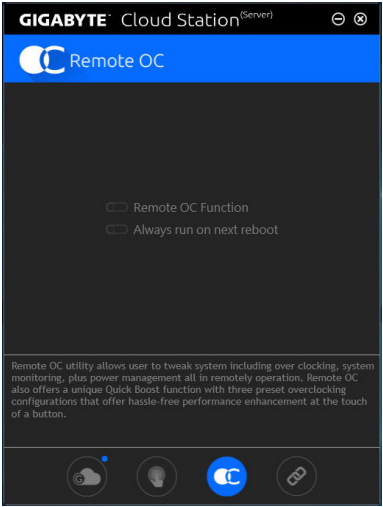 GIGABYTE™ Cloud Station(Server)
Remote OC
Remote OC Function
Always run on next reboot
Remote OC utility allows user to tweak system including over clocking, system
monitoring, plus power management all in remotely operation. Remote OC
also offers a unique Quick Boost function with three preset overclocking
configurations that offer hassle-free performance enhancement at the touch
of a button.